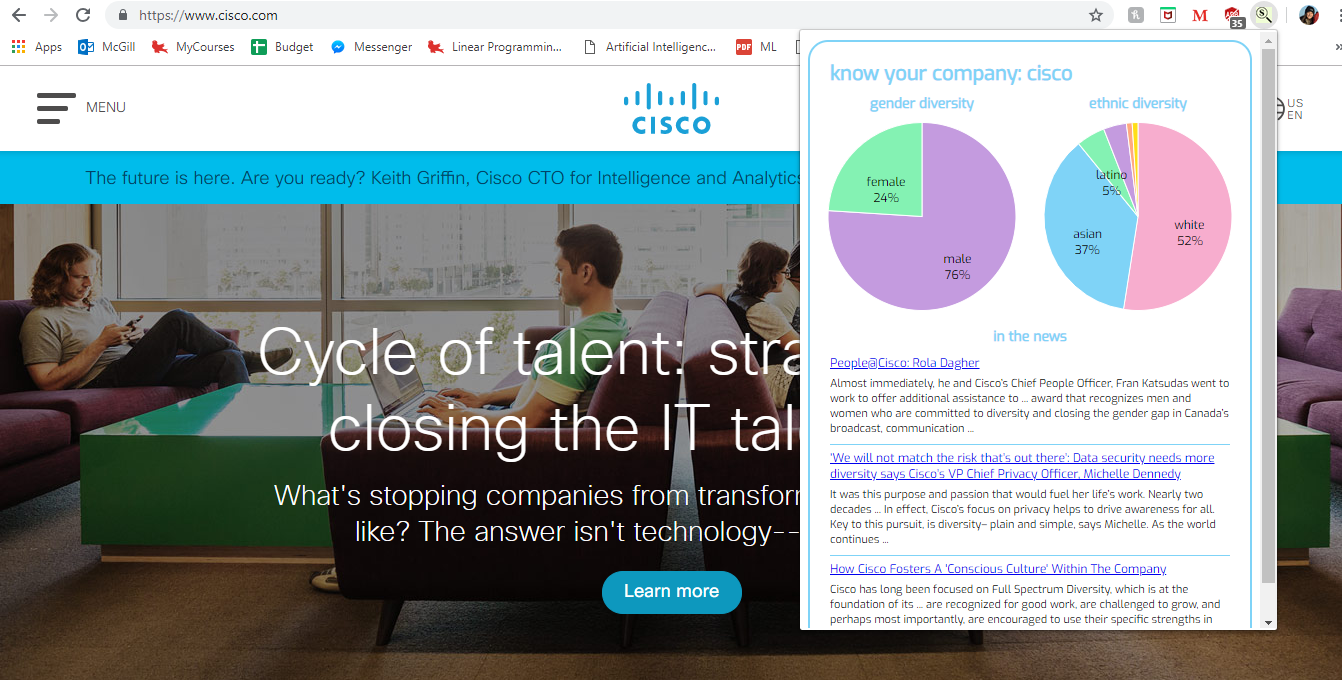 https://www.cisco.com
35
Apps
McGill
MyCourses
Budget
Messenger
Linear Programmin...
Artificial Intelligenc...
PDF
ML
»
MENU
CISCO
US
EN
The future is here. Are you ready? Keith Griffin, Cisco CTO for Intelligence and Analytics
Cycle of talent: stra
closing the IT tal
What's stopping companies from transform
like? The answer isn't technology--
Learn more
know your company: cisco
gender diversity
female
24%
male
76%
ethnic diversity
latino
5%
asian
37%
white
52%
in the news
People@Cisco: Rola Dagher
Almost immediately, he and Cisco's Chief People Officer, Fran Katsudas went to
work to offer additional assistance to ... award that recognizes men and
women who are committed to diversity and closing the gender gap in Canada's
broadcast, communication ...
'We will not match the risk that's out there': Data security needs more
diversity says Cisco's VP Chief Privacy Officer, Michelle Dennedy
It was this purpose and passion that would fuel her life's work. Nearly two
decades ... In effect, Cisco's focus on privacy helps to drive awareness for all.
Key to this pursuit, is diversity– plain and simple, says Michelle. As the world
continues ...
How Cisco Fosters A 'Conscious Culture' Within The Company
Cisco has long been focused on Full Spectrum Diversity, which is at the
foundation of its ... are recognized for good work, are challenged to grow, and
perhaps most importantly, are encouraged to use their specific strengths in